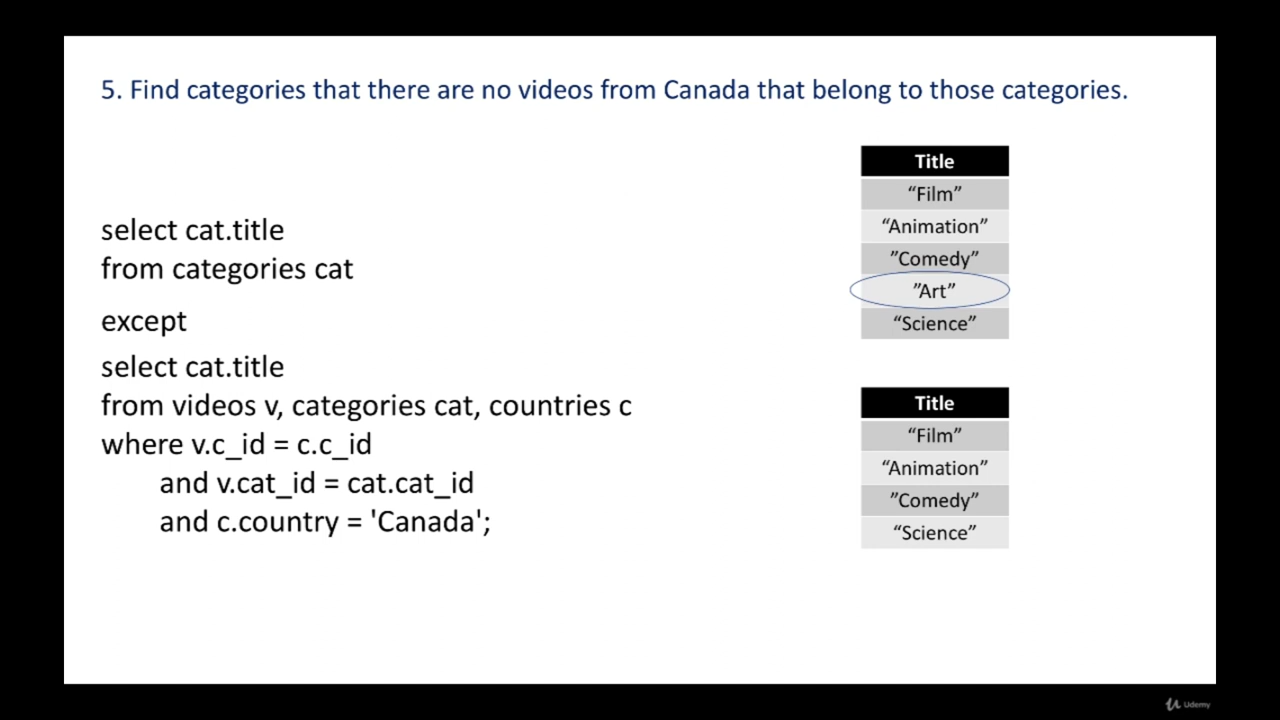 5. Find categories that there are no videos from Canada that belong to those categories.
select cat.title
from categories cat
except
select cat.title
from videos v, categories cat, countries c
where v.c_id = c.c_id
and v.cat_id = cat.cat_id
and c.country = 'Canada';
Title
“Film”
“Animation”
”Comedy”
”Art”
“Science”
Title
“Film”
“Animation”
”Comedy”
“Science”
Udemy